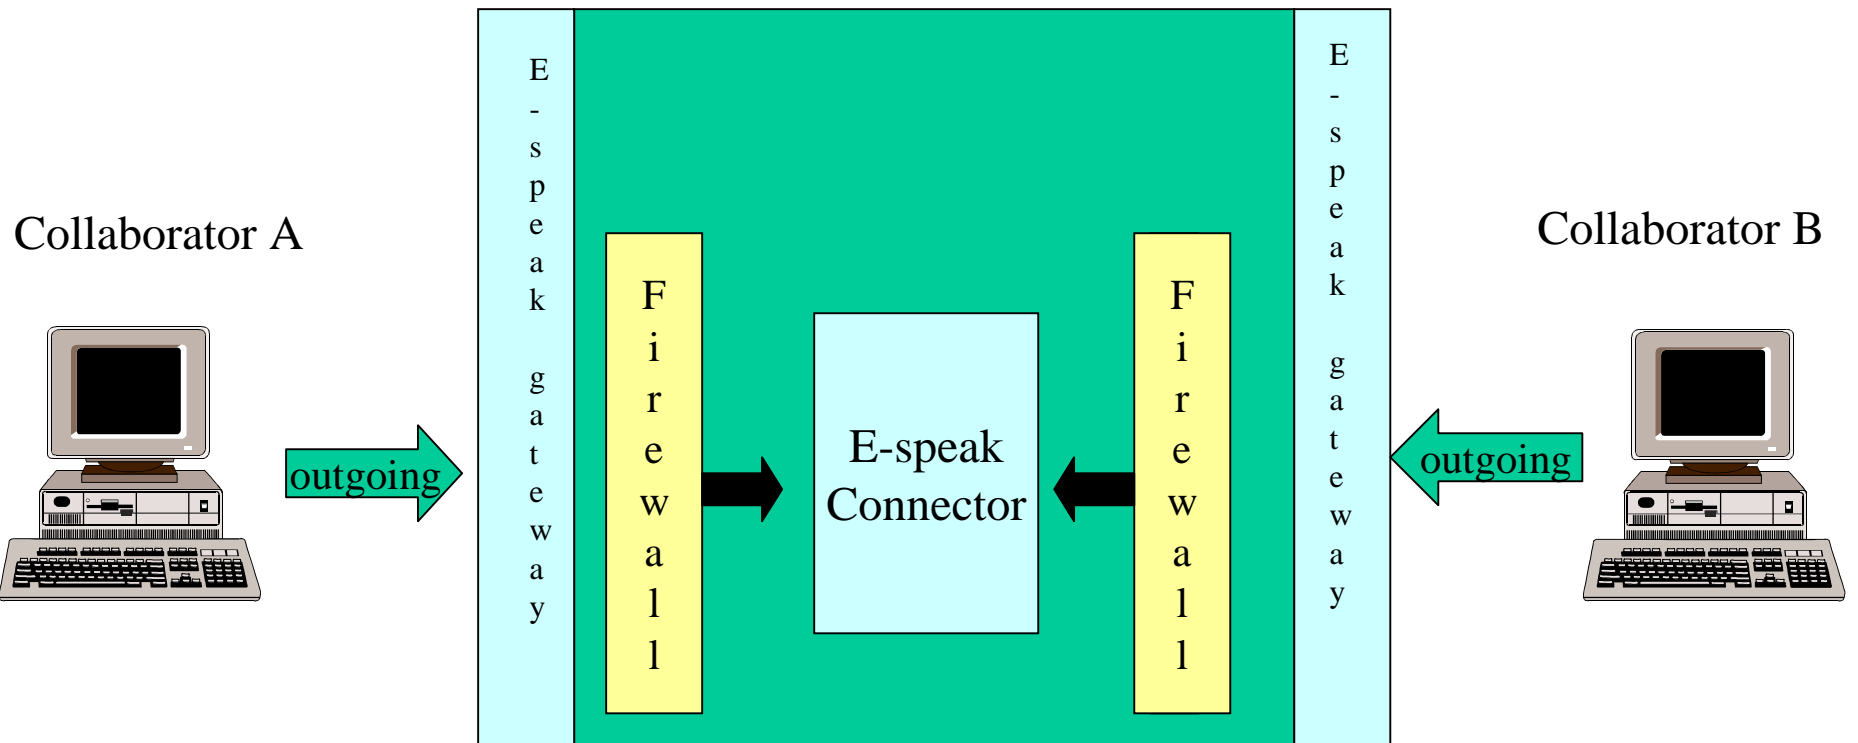 Collaborator A
outgoing
E-speak gateway
Firewall
E-speak
Connector
Firewall
E-speak gateway
outgoing
Collaborator B